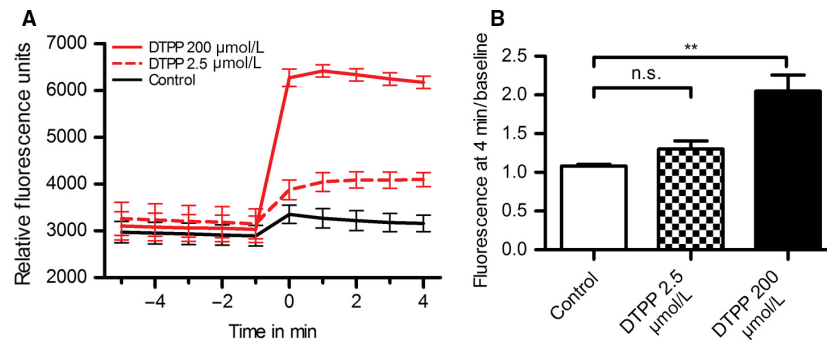 A
DTPP 200 μmol/L
DTPP 2.5 μmol/L
Control
Relative fluorescence units
7000
6000
5000
4000
3000
2000
−4
−2
0
2
4
Time in min
B
**
n.s.
Fluorescence at 4 min/baseline
2.5
2.0
1.5
1.0
0.5
0.0
Control
DTPP 2.5
μmol/L
DTPP 200
μmol/L